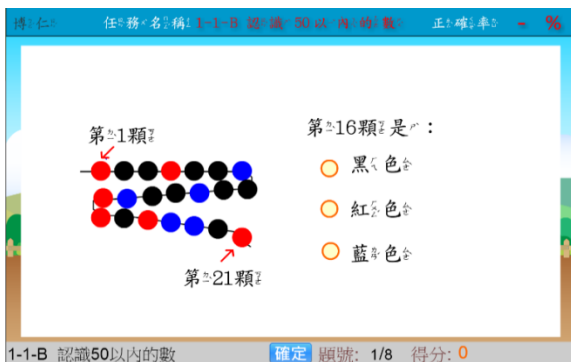 博仁 任務名稱 1-1-B 認識50以內的數 正確率 - %
第1顆
第16顆是：
黑色
紅色
藍色
第21顆
1-1-B 認識50以內的數 確定 題號: 1/8 得分: 0